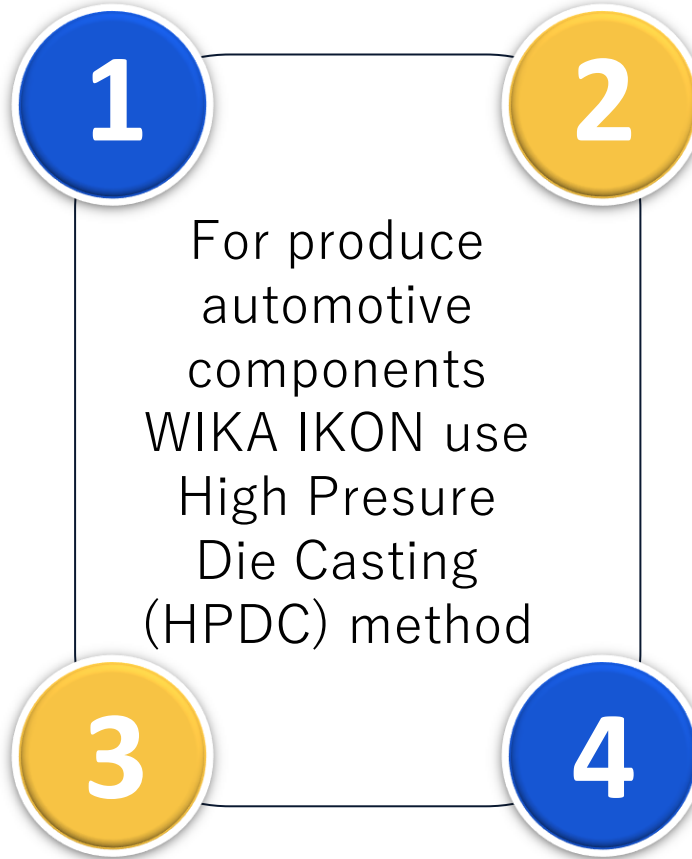 1
2
For produce
automotive
components
WIKA IKON use
High Presure
Die Casting
(HPDC) method
3
4